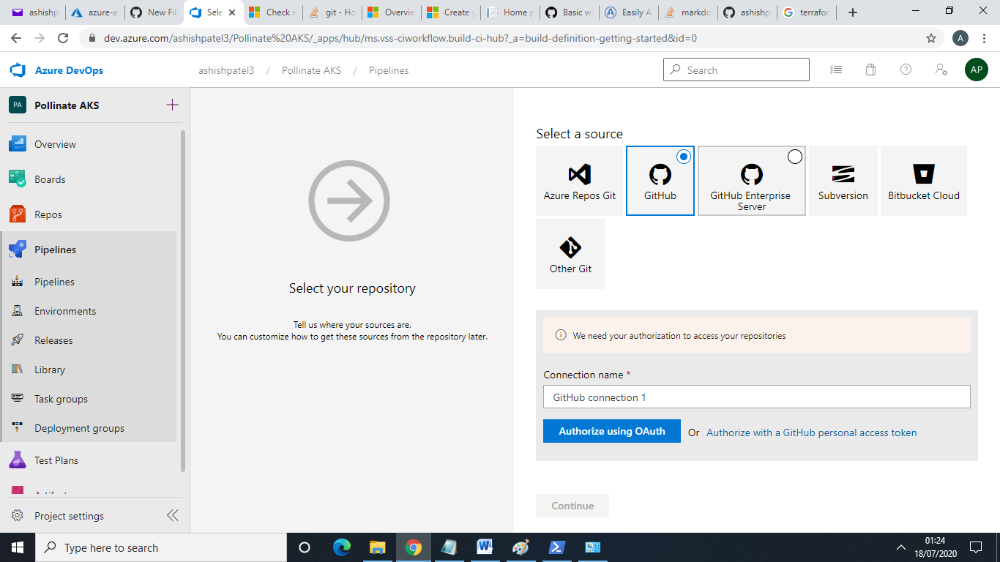 ashishp
azure-a
New File
Sele
Check r
git - Ho
Overvie
Create y
Home p
Basic w
Easily A
markdo
ashishp
terrafor
dev.azure.com/ashishpatel3/Pollinate%20AKS/_apps/hub/ms.vss-ciworkflow.build-ci-hub?_a=build-definition-getting-started&id=0
A
Azure DevOps
ashishpatel3 / Pollinate AKS / Pipelines
Search
AP
PA
Pollinate AKS
Overview
Boards
Repos
Pipelines
Pipelines
Environments
Releases
Library
Task groups
Deployment groups
Test Plans
Project settings
Select your repository
Tell us where your sources are.
You can customize how to get these sources from the repository later.
Select a source
Azure Repos Git
GitHub
GitHub Enterprise
Server
Subversion
Bitbucket Cloud
Other Git
We need your authorization to access your repositories
Connection name *
GitHub connection 1
Authorize using OAuth
Or Authorize with a GitHub personal access token
Continue
Type here to search
01:24
18/07/2020